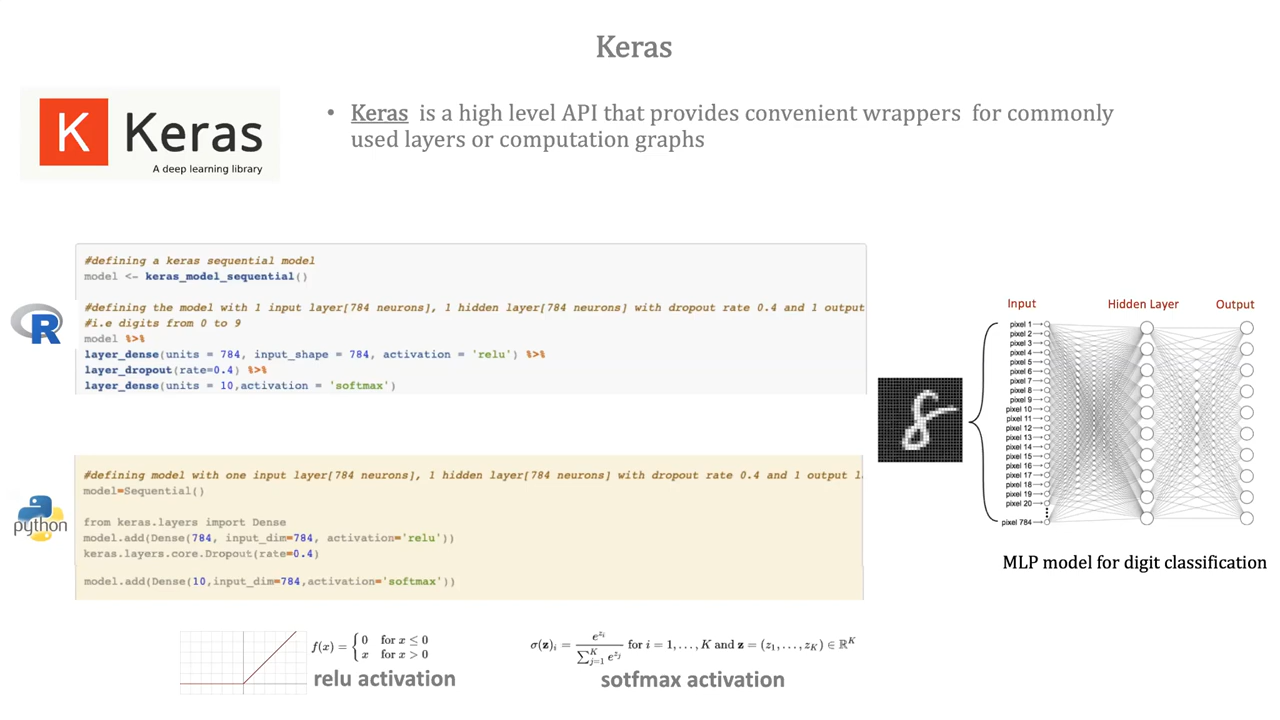 Keras
K Keras
A deep learning library
• Keras is a high level API that provides convenient wrappers for commonly
used layers or computation graphs
R
#defining a keras sequential model
model <- keras_model_sequential()
#defining the model with 1 input layer[784 neurons], 1 hidden layer[784 neurons] with dropout rate 0.4 and 1 output
#i.e digits from 0 to 9
model %>%
layer_dense(units = 784, input_shape = 784, activation = 'relu') %>%
layer_dropout(rate=0.4) %>%
layer_dense(units = 10,activation = 'softmax')
python
#defining model with one input layer[784 neurons], 1 hidden layer[784 neurons] with dropout rate 0.4 and 1 output l
model=Sequential()
from keras.layers import Dense
model.add(Dense(784, input_dim=784, activation='relu'))
keras.layers.core.Dropout(rate=0.4)
model.add(Dense(10,input_dim=784,activation='softmax'))
8
Input Hidden Layer Output
pixel 1
pixel 2
pixel 3
pixel 4
pixel 5
pixel 6
pixel 7
pixel 8
pixel 9
pixel 10
pixel 11
pixel 12
pixel 13
pixel 14
pixel 15
pixel 16
pixel 17
pixel 18
pixel 19
pixel 20
pixel 784
MLP model for digit classification
f(x) = { 0 for x ≤ 0
x for x > 0
relu activation
σ(z)ᵢ = e^{zᵢ} / ∑_{j=1}^{K} e^{zⱼ} for i = 1, . . . , K and z = (z₁, . . . , z_K) ∈ ℝ^K
sotfmax activation